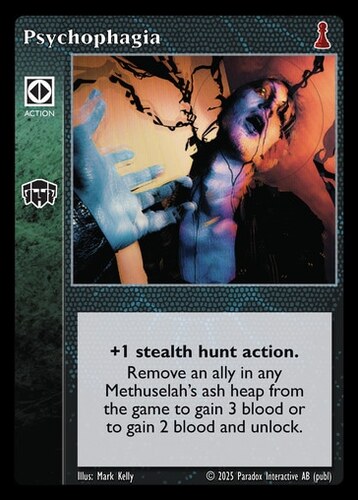 Psychophagia
ACTION
+1 stealth hunt action.
Remove an ally in any
Methuselah's ash heap from
the game to gain 3 blood or
to gain 2 blood and unlock.
Illus: Mark Kelly © 2025 Paradox Interactive AB (publ)